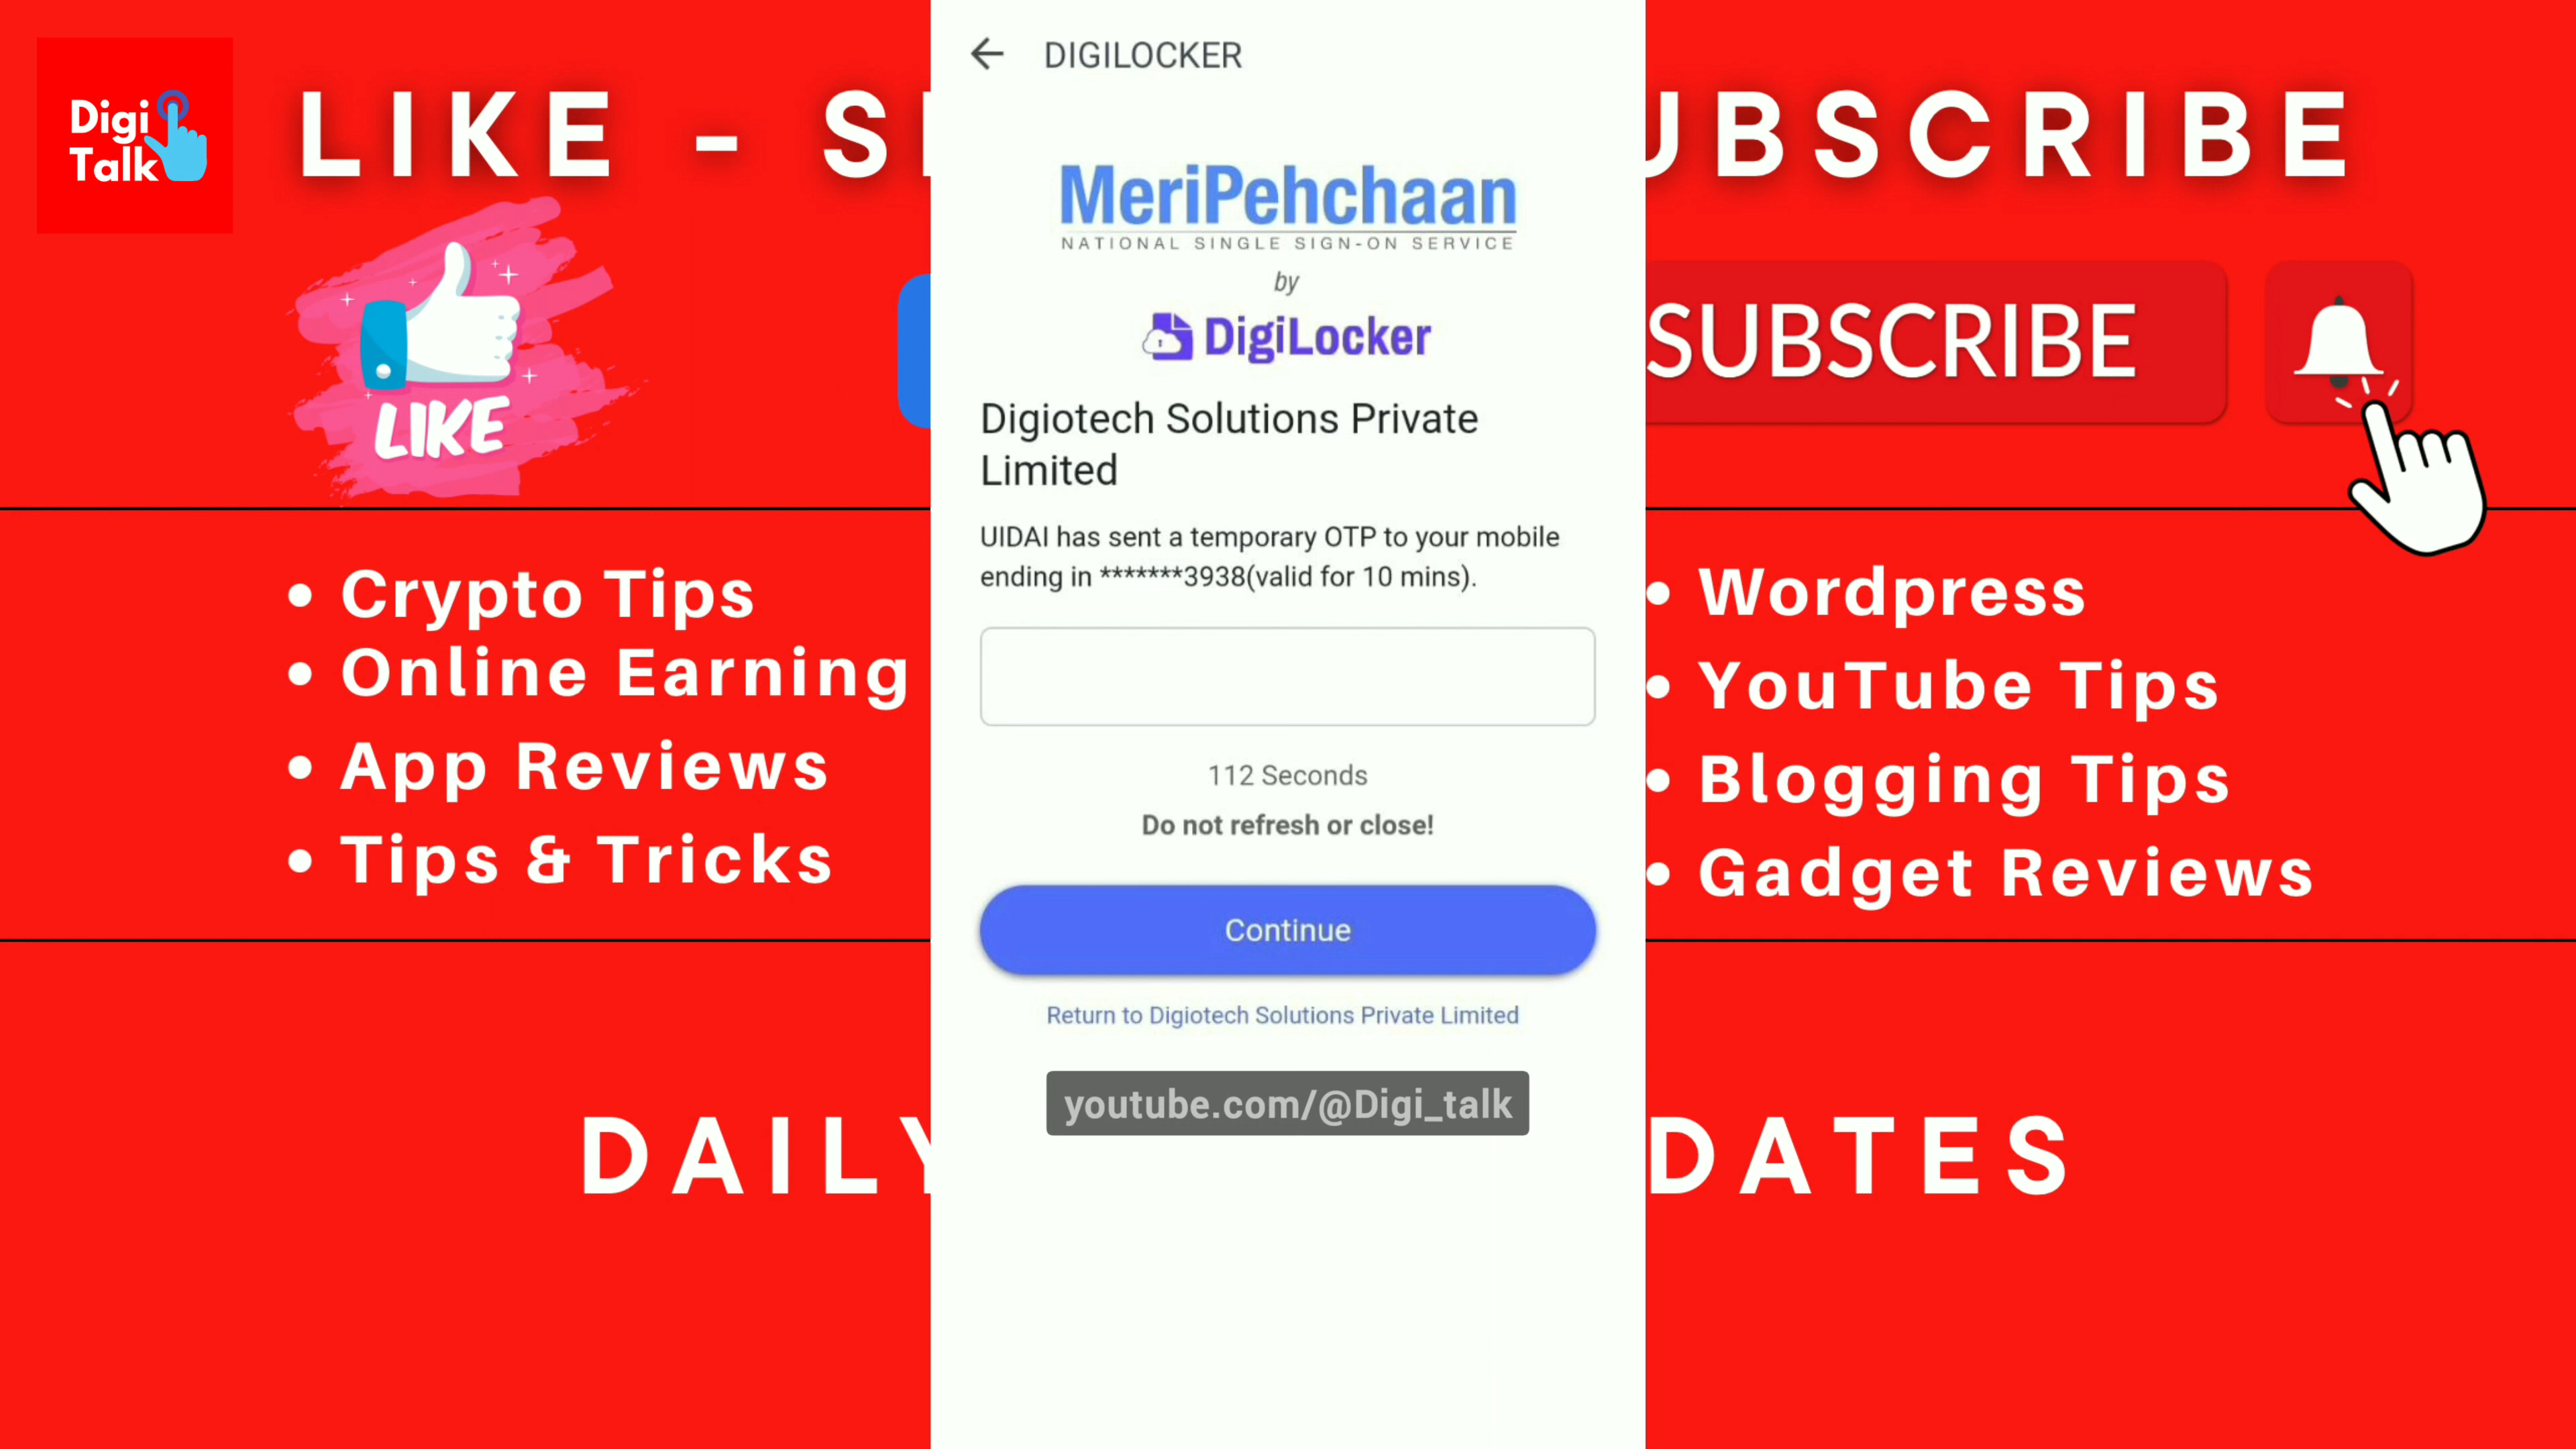 Digi
Talk
LIKE - S
UBSCRIBE
LIKE
SUBSCRIBE
• Crypto Tips
• Online Earning
• App Reviews
• Tips & Tricks
DAILY
DIGILOCKER
MeriPehchaan
NATIONAL SINGLE SIGN-ON SERVICE
by
DigiLocker
Digiotech Solutions Private
Limited
UIDAI has sent a temporary OTP to your mobile
ending in *******3938(valid for 10 mins).
112 Seconds
Do not refresh or close!
Continue
Return to Digiotech Solutions Private Limited
youtube.com/@Digi_talk
• Wordpress
• YouTube Tips
• Blogging Tips
• Gadget Reviews
DATES